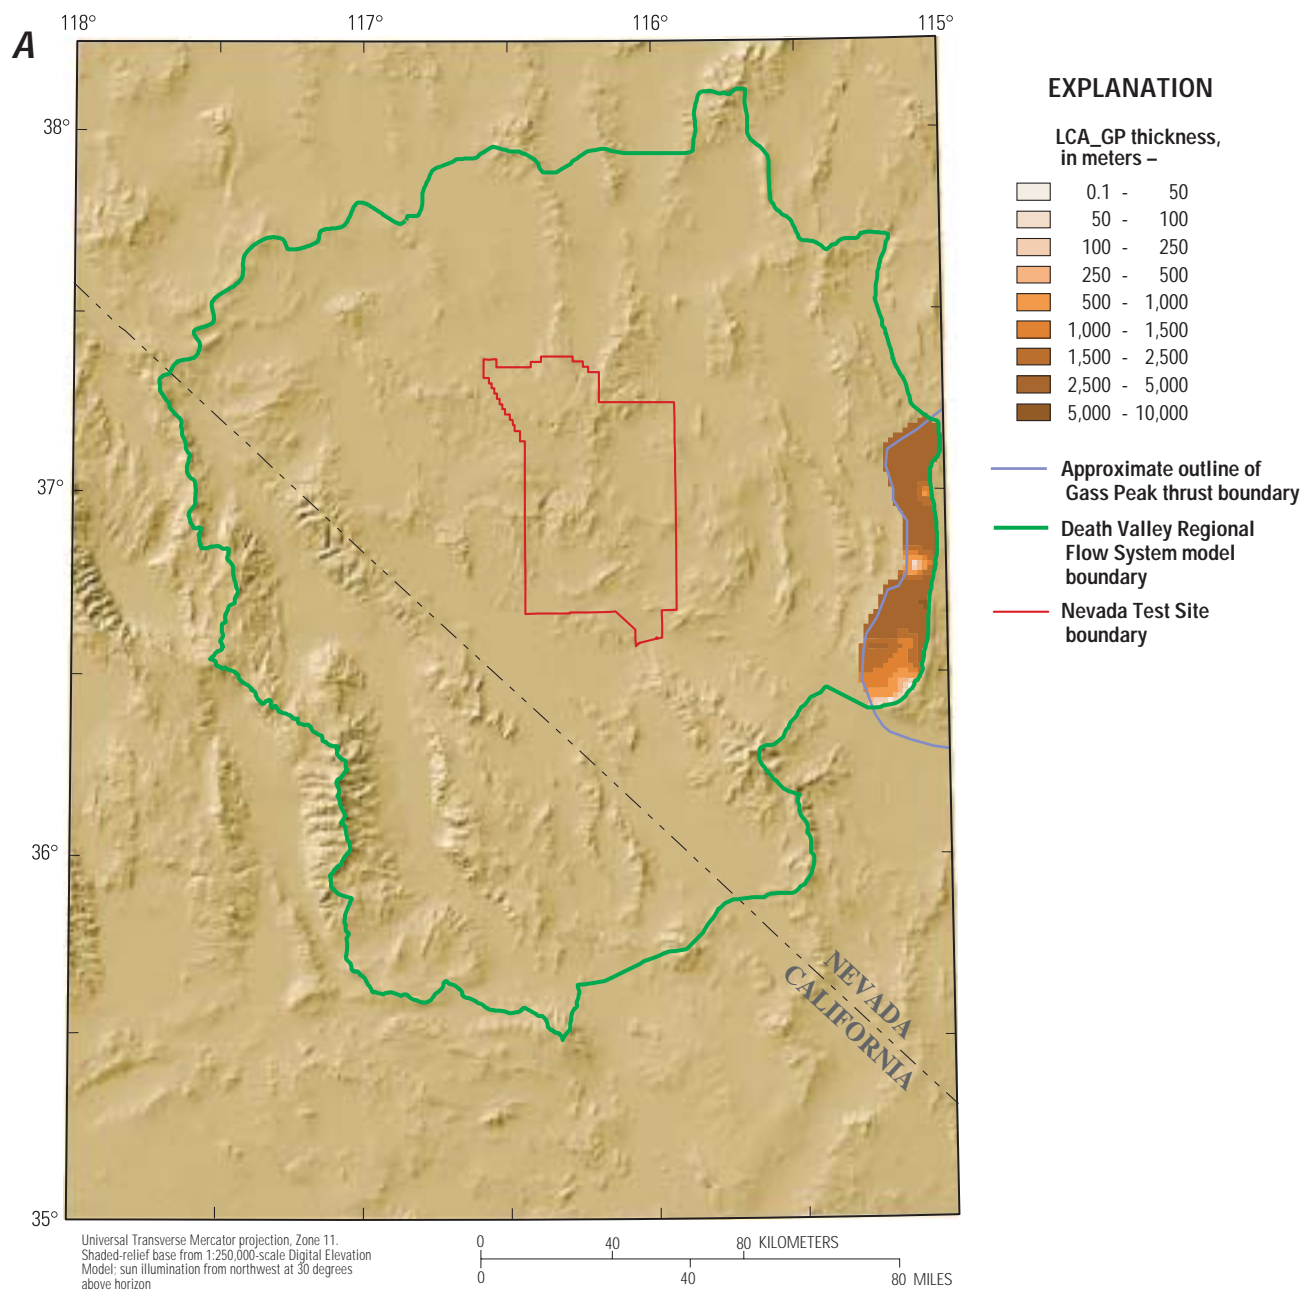 A
118°
117°
116°
115°
38°
37°
36°
35°
NEVADA
CALIFORNIA
EXPLANATION
LCA_GP thickness,
in meters –
0.1 - 50
50 - 100
100 - 250
250 - 500
500 - 1,000
1,000 - 1,500
1,500 - 2,500
2,500 - 5,000
5,000 - 10,000
Approximate outline of
Gass Peak thrust boundary
Death Valley Regional
Flow System model
boundary
Nevada Test Site
boundary
Universal Transverse Mercator projection, Zone 11.
Shaded-relief base from 1:250,000-scale Digital Elevation
Model; sun illumination from northwest at 30 degrees
above horizon
0 40 80 KILOMETERS
0 40 80 MILES